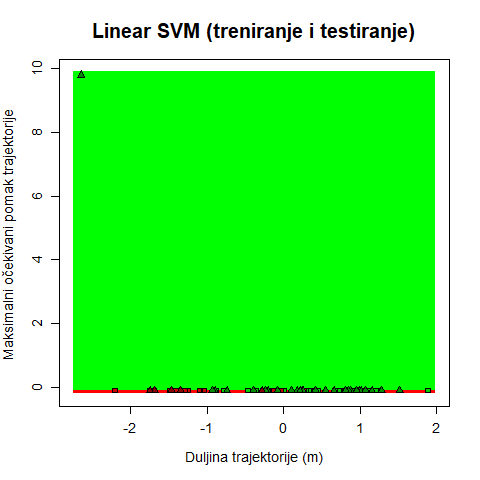 Linear SVM (treniranje i testiranje)
Maksimalni očekivani pomak trajektorije
10
8
6
4
2
0
-2 -1 0 1 2
Duljina trajektorije (m)